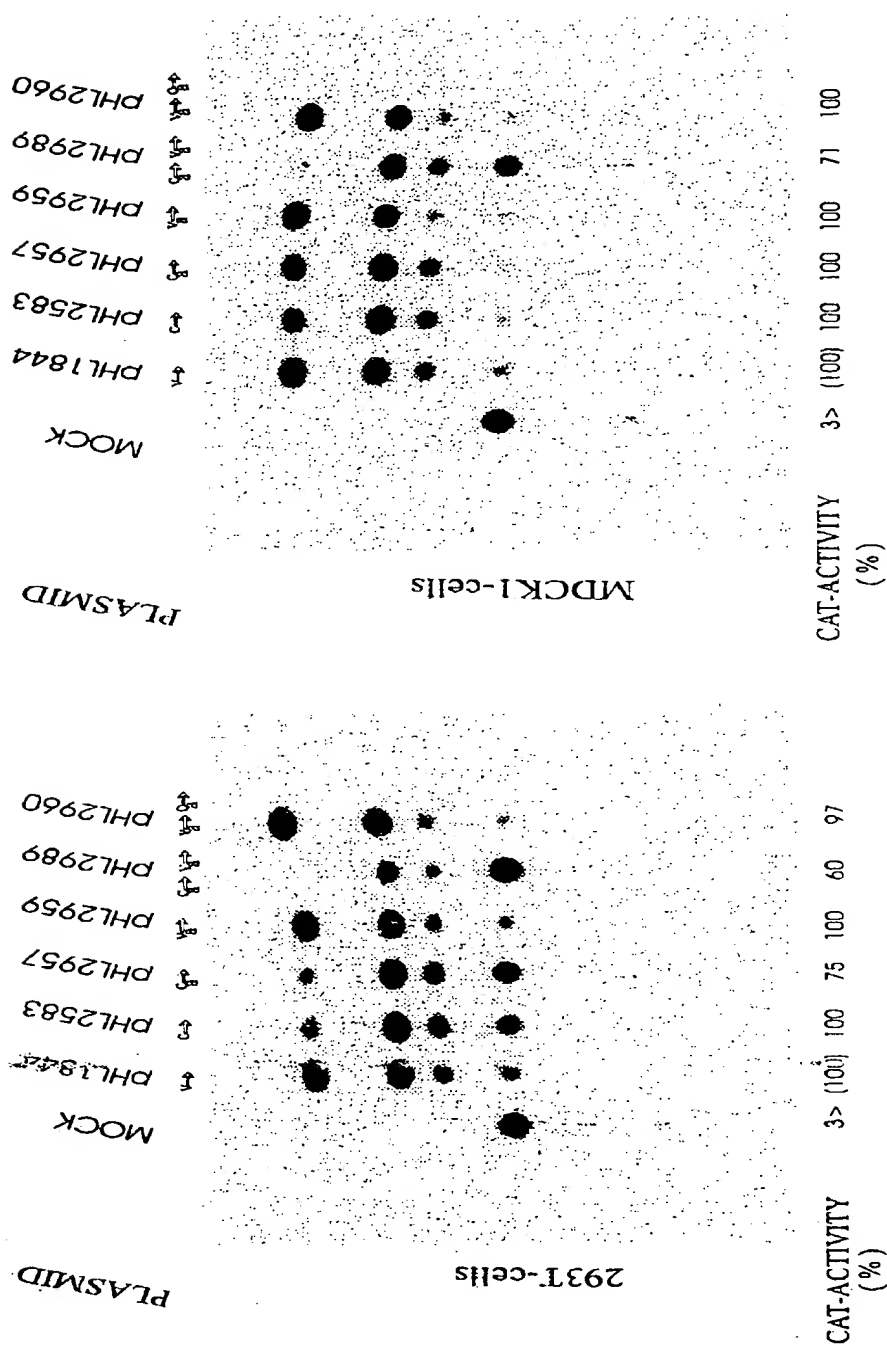 PLASMID
MOCK
pHL1844
pHL2583
pHL2957
pHL2959
pHL2989
pHL2960
MDCK1-cells
CAT-ACTIVITY
(%)
3> (100) 100 100 100 71 100
PLASMID
MOCK
pHL1844
pHL2583
pHL2957
pHL2959
pHL2989
pHL2960
293T-cells
CAT-ACTIVITY
(%)
3> (100) 100 75 100 60 97